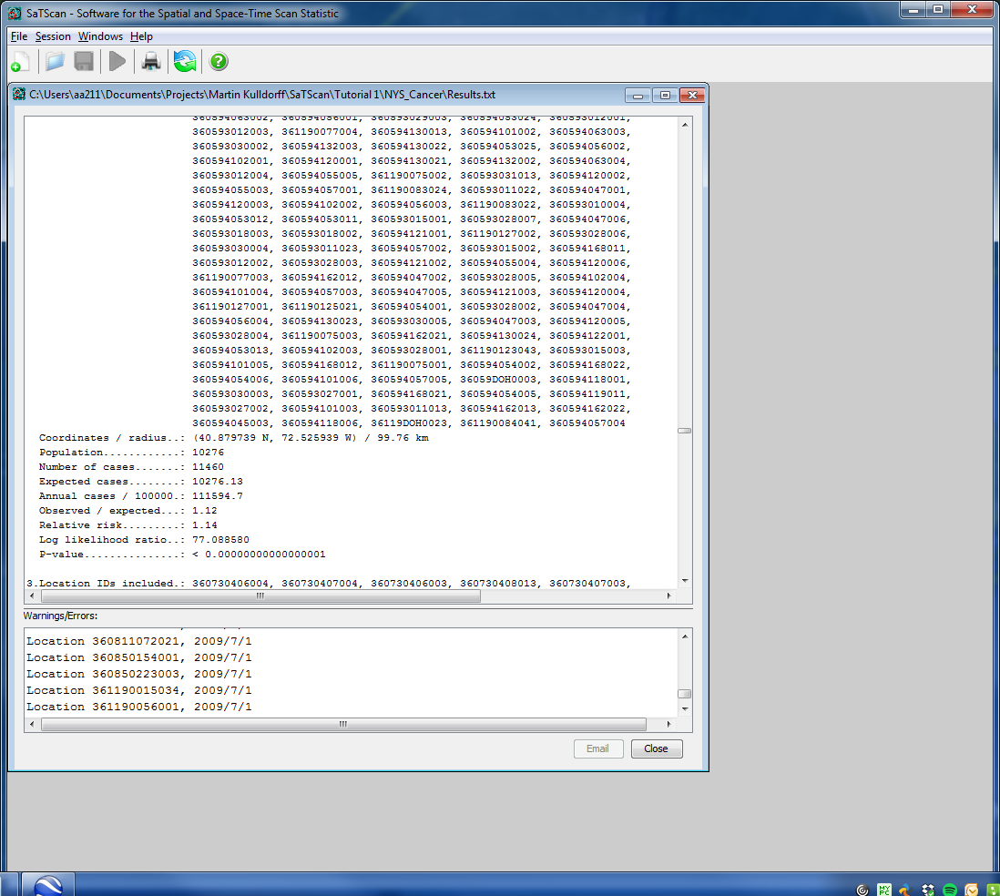 SaTScan - Software for the Spatial and Space-Time Scan Statistic
File Session Windows Help
C:\Users\aa211\Documents\Projects\Martin Kulldorff\SaTScan\Tutorial 1\NYS_Cancer\Results.txt
360594063002, 360594056001, 360593029003, 360594053024, 360593012001,
360593012003, 361190077004, 360594130013, 360594101002, 360594063003,
360593030002, 360594132003, 360594130022, 360594053025, 360594056002,
360594102001, 360594120001, 360594130021, 360594132002, 360594063004,
360593012004, 360594055005, 361190075002, 360593031013, 360594120002,
360594055003, 360594057001, 361190083024, 360593011022, 360594047001,
360594120003, 360594102002, 360594056003, 361190083022, 360593010004,
360594053012, 360594053011, 360593015001, 360593028007, 360594047006,
360593018003, 360593018002, 360594121001, 361190127002, 360593028006,
360593030004, 360593011023, 360594057002, 360593015002, 360594168011,
360593012002, 360593028003, 360594121002, 360594055004, 360594120006,
361190077003, 360594162012, 360594047002, 360593028005, 360594102004,
360594101004, 360594057003, 360594047005, 360594121003, 360594120004,
361190127001, 361190125021, 360594054001, 360593028002, 360594047004,
360594056004, 360594130023, 360593030005, 360594047003, 360594120005,
360593028004, 361190075003, 360594162021, 360594130024, 360594122001,
360594053013, 360594102003, 360593028001, 361190123043, 360593015003,
360594101005, 360594168012, 361190075001, 360594054002, 360594168022,
360594054006, 360594101006, 360594057005, 36059DOH0003, 360594118001,
360593030003, 360593027001, 360594168021, 360594054005, 360594119011,
360593027002, 360594101003, 360593011013, 360594162013, 360594162022,
360594045003, 360594118006, 36119DOH0023, 361190084041, 360594057004
Coordinates / radius..: (40.879739 N, 72.525939 W) / 99.76 km
Population............: 10276
Number of cases.......: 11460
Expected cases........: 10276.13
Annual cases / 100000.: 111594.7
Observed / expected...: 1.12
Relative risk.........: 1.14
Log likelihood ratio..: 77.088580
P-value...............: < 0.00000000000000001
3.Location IDs included.: 360730406004, 360730407004, 360730406003, 360730408013, 360730407003,
Warnings/Errors:
Location 360811072021, 2009/7/1
Location 360850154001, 2009/7/1
Location 360850223003, 2009/7/1
Location 361190015034, 2009/7/1
Location 361190056001, 2009/7/1
Email Close
MY PC